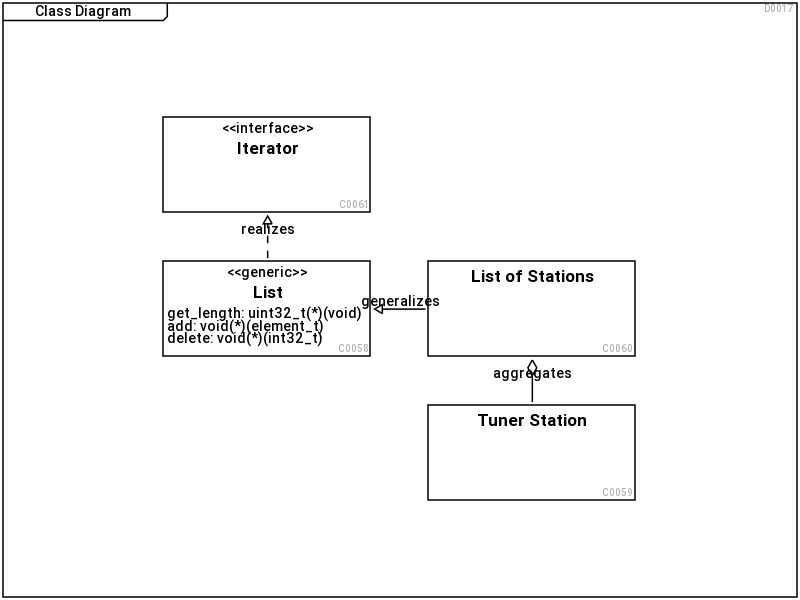 Class Diagram
D0017
<<interface>>
Iterator
C0061
realizes
<<generic>>
List
get_length: uint32_t(*)(void)
add: void(*)(element_t)
delete: void(*)(int32_t)
C0058
generalizes
List of Stations
C0060
aggregates
Tuner Station
C0059